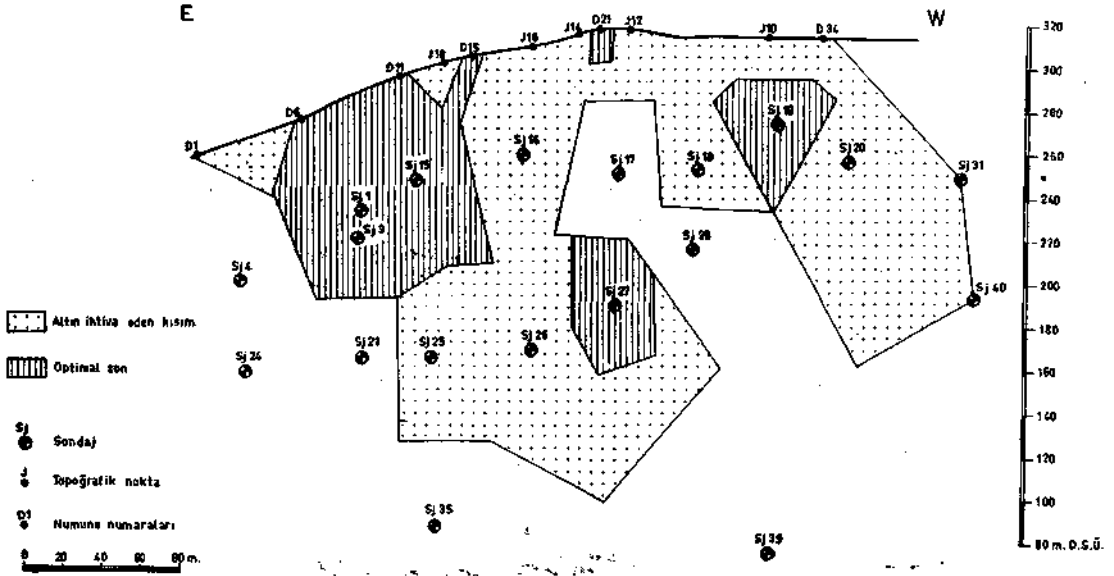 E
W
D1
D6
D11
J18
D15
J16
J14
D21
J12
J10
D34
320
300
280
260
240
220
200
180
160
140
120
100
80 m. D.S.Ü.
Sj 16
Sj 17
Sj 18
Sj 20
Sj 31
Sj 15
Sj 1
Sj 3
Sj 28
Sj 4
Sj 27
Sj 40
Sj 24
Sj 25
Sj 26
Sj 35
Sj 39
Altın ihtiva eden kısım
Optimal son
Sj
Sondaj
J
Topoğrafik nokta
D1
Numune numaraları
0 20 40 60 80 m.